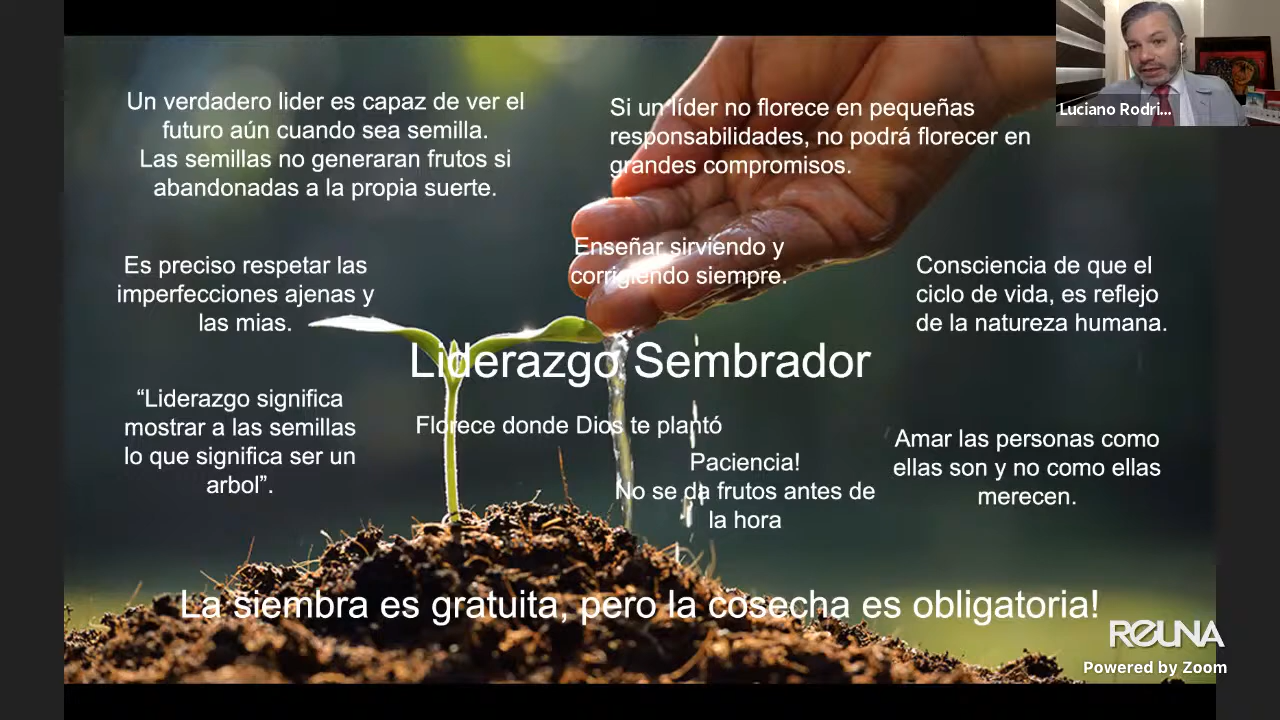 Un verdadero lider es capaz de ver el
futuro aún cuando sea semilla.
Las semillas no generaran frutos si
abandonadas a la propia suerte.
Si un líder no florece en pequeñas
responsabilidades, no podrá florecer en
grandes compromisos.
Luciano Rodri...
Es preciso respetar las
imperfecciones ajenas y
las mias.
Enseñar sirviendo y
corrigiendo siempre.
Consciencia de que el
ciclo de vida, es reflejo
de la natureza humana.
Liderazgo Sembrador
“Liderazgo significa
mostrar a las semillas
lo que significa ser un
arbol”.
Florece donde Dios te plantó
Paciencia!
No se da frutos antes de
la hora
Amar las personas como
ellas son y no como ellas
merecen.
La siembra es gratuita, pero la cosecha es obligatoria!
REUNA
Powered by Zoom